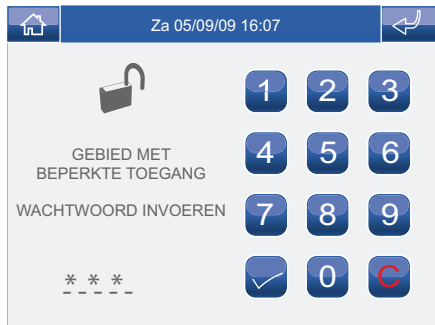 Za 05/09/09 16:07
1 2 3
GEBIED MET
BEPERKTE TOEGANG
4 5 6
WACHTWOORD INVOEREN
7 8 9
* * * _
0 C